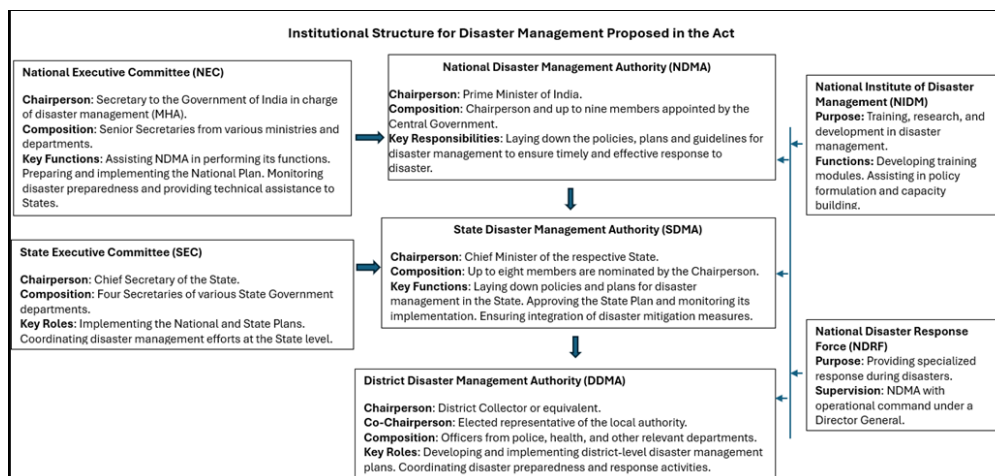 Institutional Structure for Disaster Management Proposed in the Act
National Executive Committee (NEC)
Chairperson: Secretary to the Government of India in charge
of disaster management (MHA).
Composition: Senior Secretaries from various ministries and
departments.
Key Functions: Assisting NDMA in performing its functions.
Preparing and implementing the National Plan. Monitoring
disaster preparedness and providing technical assistance to
States.
National Disaster Management Authority (NDMA)
Chairperson: Prime Minister of India.
Composition: Chairperson and up to nine members appointed by the
Central Government.
Key Responsibilities: Laying down the policies, plans and guidelines for
disaster management to ensure timely and effective response to
disaster.
National Institute of Disaster
Management (NIDM)
Purpose: Training, research, and
development in disaster
management.
Functions: Developing training
modules. Assisting in policy
formulation and capacity
building.
State Executive Committee (SEC)
Chairperson: Chief Secretary of the State.
Composition: Four Secretaries of various State Government
departments.
Key Roles: Implementing the National and State Plans.
Coordinating disaster management efforts at the State level.
State Disaster Management Authority (SDMA)
Chairperson: Chief Minister of the respective State.
Composition: Up to eight members are nominated by the Chairperson.
Key Functions: Laying down policies and plans for disaster
management in the State. Approving the State Plan and monitoring its
implementation. Ensuring integration of disaster mitigation measures.
National Disaster Response
Force (NDRF)
Purpose: Providing specialized
response during disasters.
Supervision: NDMA with
operational command under a
Director General.
District Disaster Management Authority (DDMA)
Chairperson: District Collector or equivalent.
Co-Chairperson: Elected representative of the local authority.
Composition: Officers from police, health, and other relevant departments.
Key Roles: Developing and implementing district-level disaster management
plans. Coordinating disaster preparedness and response activities.